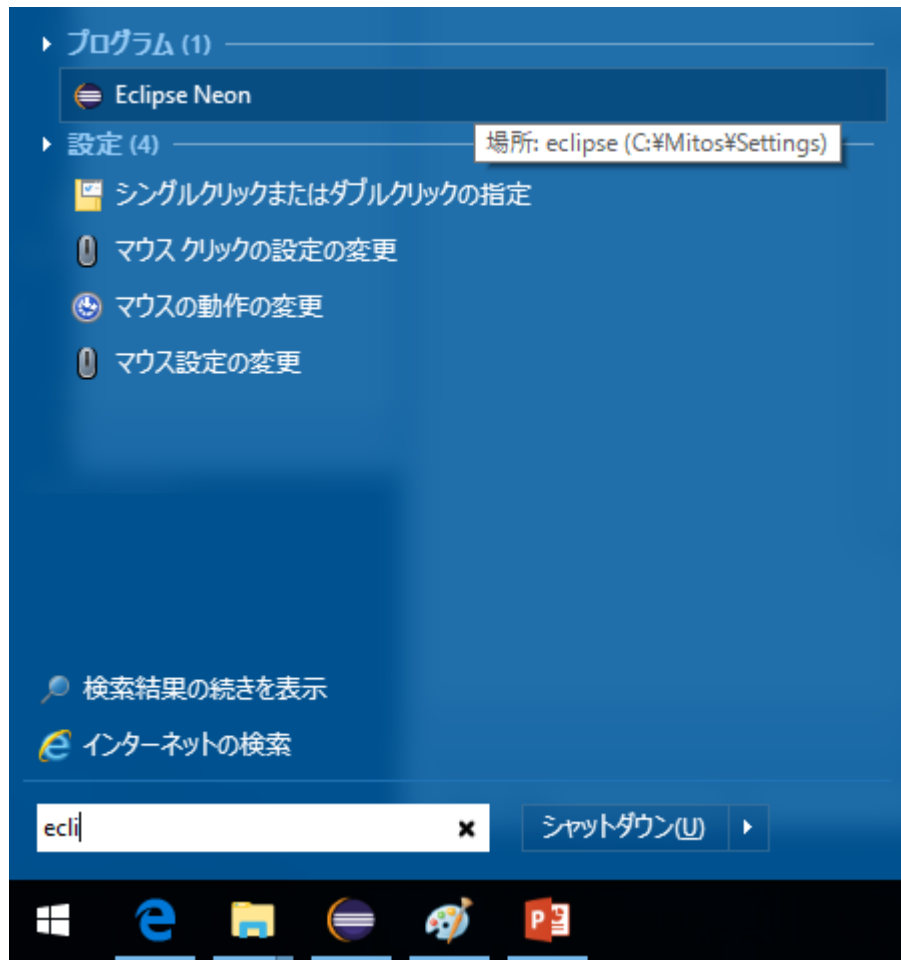 プログラム (1)
Eclipse Neon
設定 (4)
場所: eclipse (C:¥Mitos¥Settings)
シングルクリックまたはダブルクリックの指定
マウス クリックの設定の変更
マウスの動作の変更
マウス設定の変更
検索結果の続きを表示
インターネットの検索
ecli
シャットダウン(U)